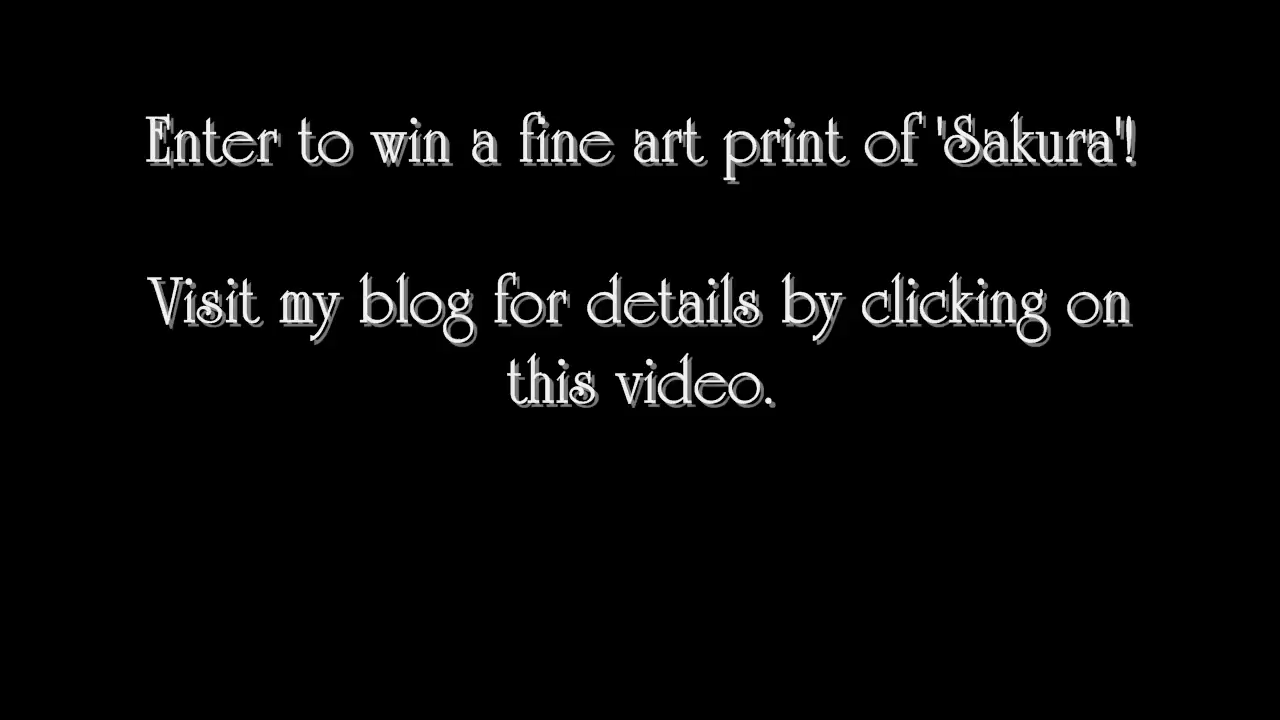 Enter to win a fine art print of 'Sakura'!
Visit my blog for details by clicking on
this video.